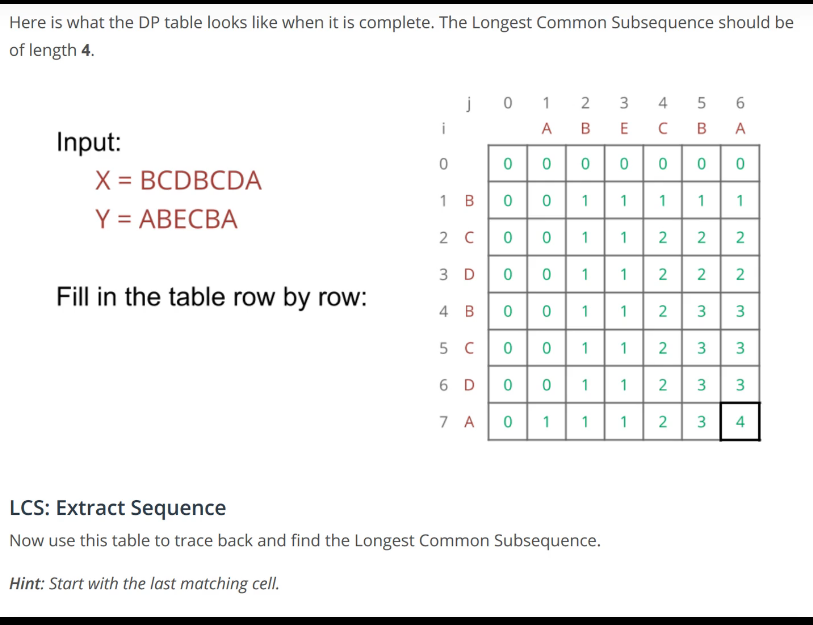 Here is what the DP table looks like when it is complete. The Longest Common Subsequence should be
of length 4.
j 0 1 2 3 4 5 6
i A B E C B A
Input:
X = BCDBCDA
Y = ABECBA
Fill in the table row by row:
0 0 0 0 0 0 0 0
1 B 0 0 1 1 1 1 1
2 C 0 0 1 1 2 2 2
3 D 0 0 1 1 2 2 2
4 B 0 0 1 1 2 3 3
5 C 0 0 1 1 2 3 3
6 D 0 0 1 1 2 3 3
7 A 0 1 1 1 2 3 4
LCS: Extract Sequence
Now use this table to trace back and find the Longest Common Subsequence.
Hint: Start with the last matching cell.